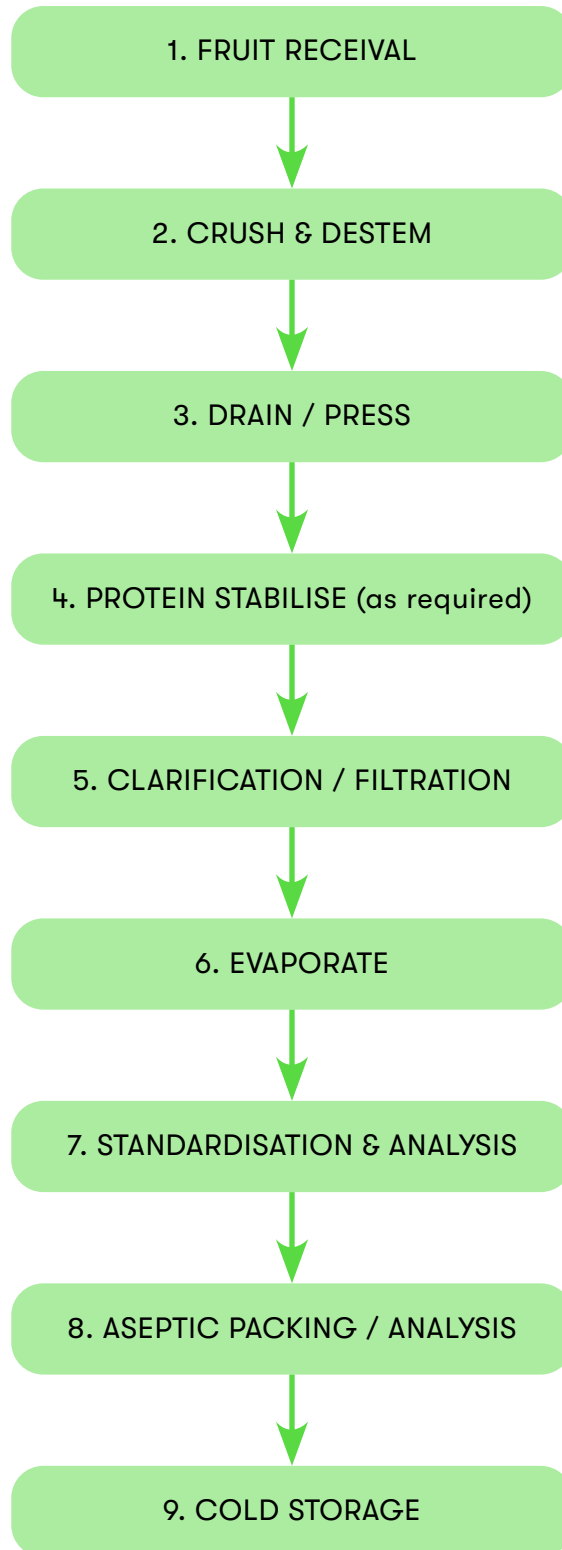 1. FRUIT RECEIVAL
2. CRUSH & DESTEM
3. DRAIN / PRESS
4. PROTEIN STABILISE (as required)
5. CLARIFICATION / FILTRATION
6. EVAPORATE
7. STANDARDISATION & ANALYSIS
8. ASEPTIC PACKING / ANALYSIS
9. COLD STORAGE